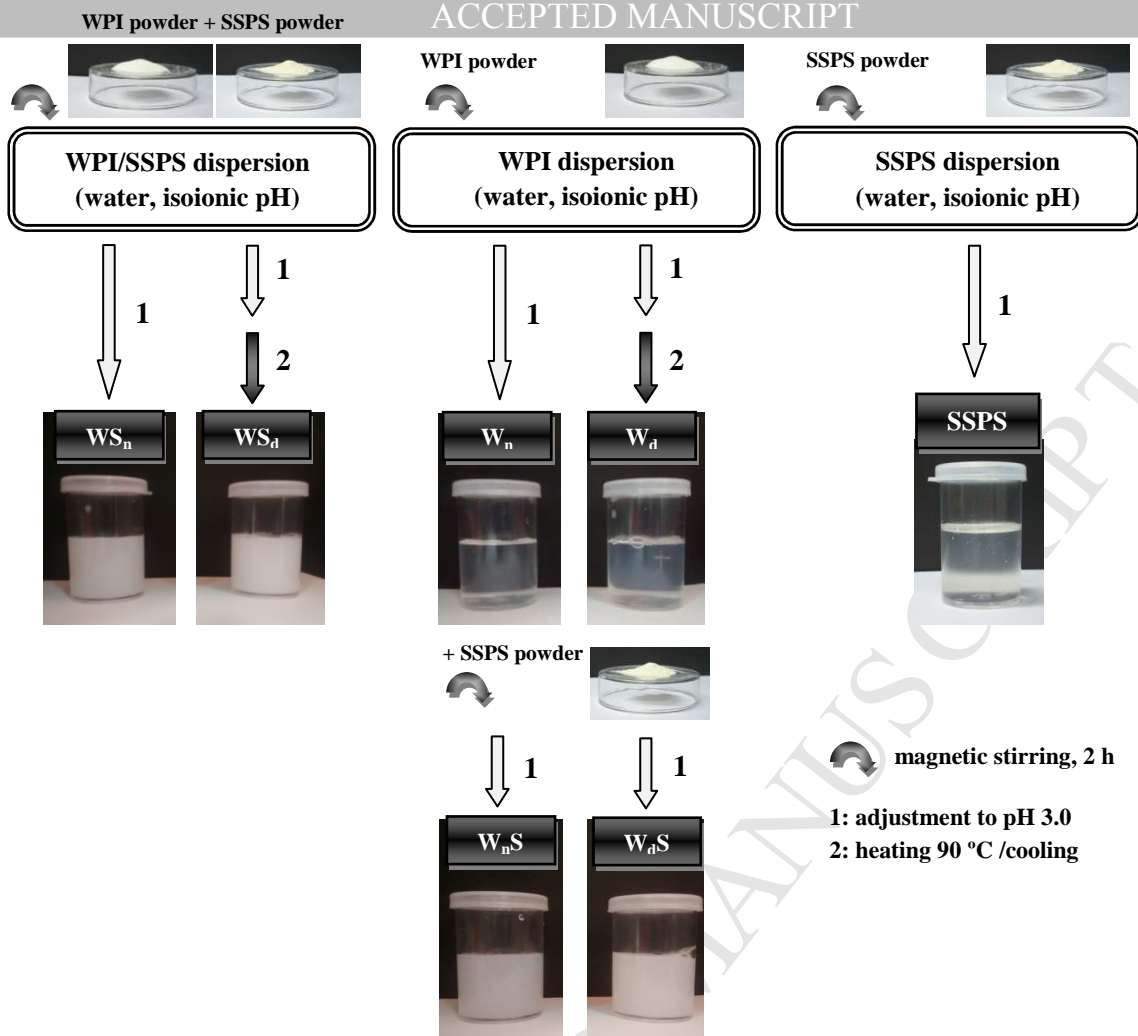 ACCEPTED MANUSCRIPT
WPI powder + SSPS powder
WPI/SSPS dispersion
(water, isoionic pH)
1
1
2
WSn
WSd
WPI powder
WPI dispersion
(water, isoionic pH)
1
1
2
Wn
Wd
+ SSPS powder
1
1
WnS
WdS
SSPS powder
SSPS dispersion
(water, isoionic pH)
1
SSPS
magnetic stirring, 2 h
1: adjustment to pH 3.0
2: heating 90 ºC /cooling
MANUSCRIPT